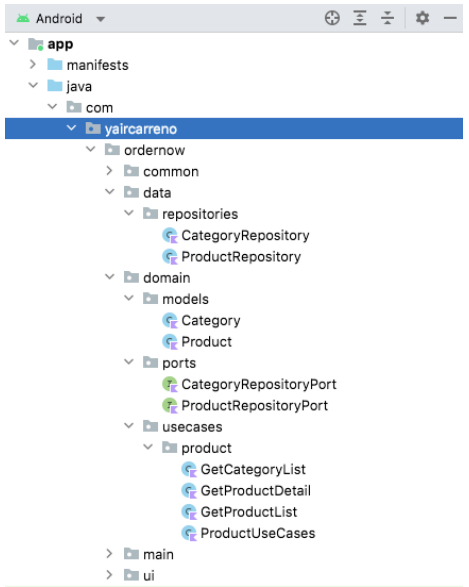 Android
app
manifests
java
com
yaircarreno
ordernow
common
data
repositories
CategoryRepository
ProductRepository
domain
models
Category
Product
ports
CategoryRepositoryPort
ProductRepositoryPort
usecases
product
GetCategoryList
GetProductDetail
GetProductList
ProductUseCases
main
ui